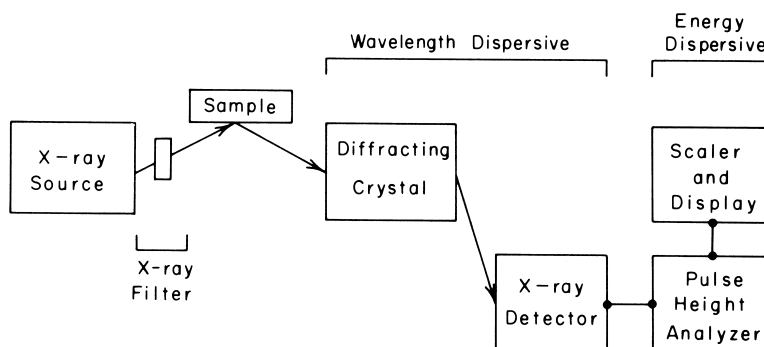 Wavelength Dispersive
Energy
Dispersive
Sample
X-ray
Source
Diffracting
Crystal
Scaler
and
Display
X-ray
Filter
X-ray
Detector
Pulse
Height
Analyzer